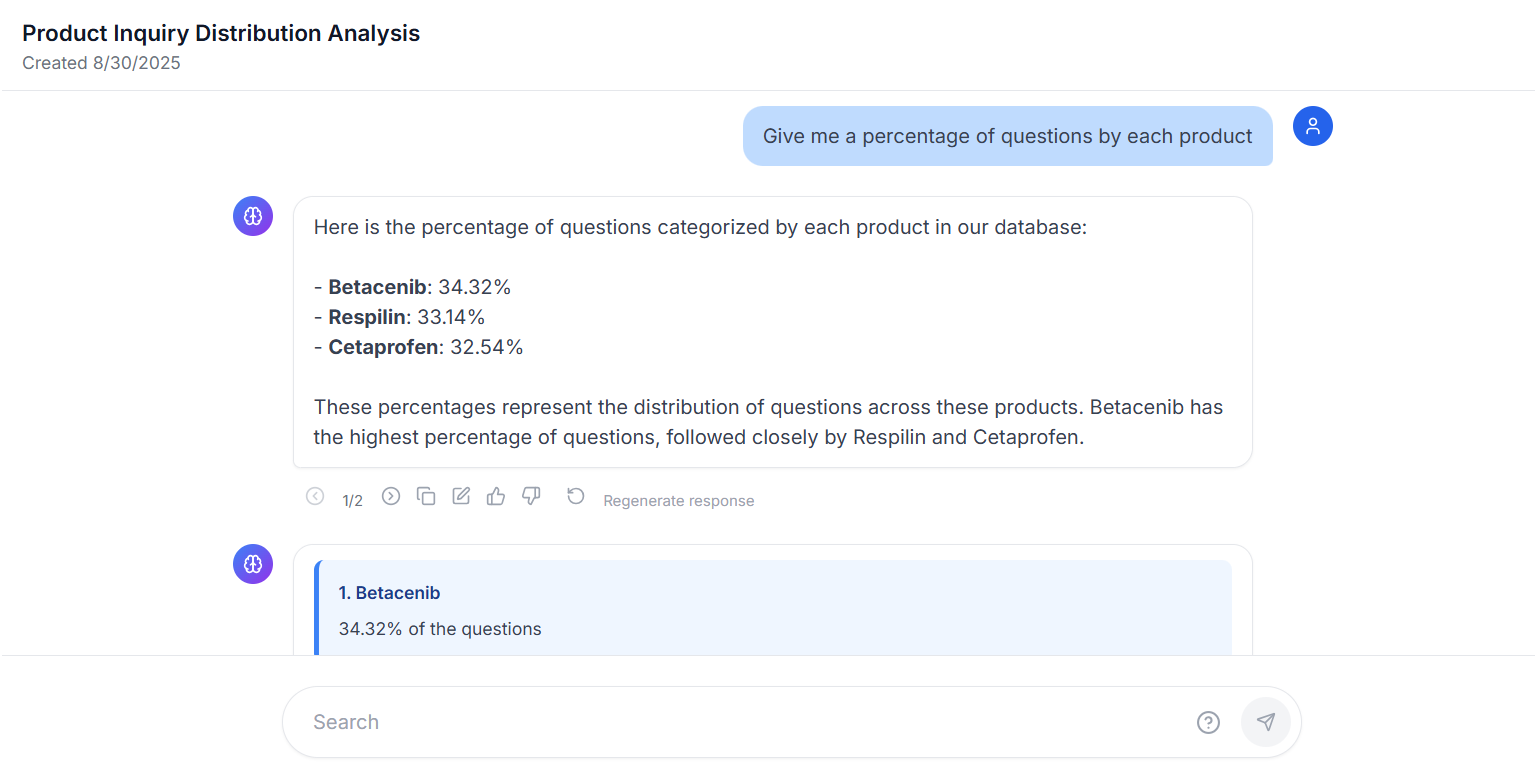 Product Inquiry Distribution Analysis
Created 8/30/2025
Give me a percentage of questions by each product
Here is the percentage of questions categorized by each product in our database:
- Betacenib: 34.32%
- Respilin: 33.14%
- Cetaprofen: 32.54%
These percentages represent the distribution of questions across these products. Betacenib has
the highest percentage of questions, followed closely by Respilin and Cetaprofen.
1/2
Regenerate response
1. Betacenib
34.32% of the questions
Search